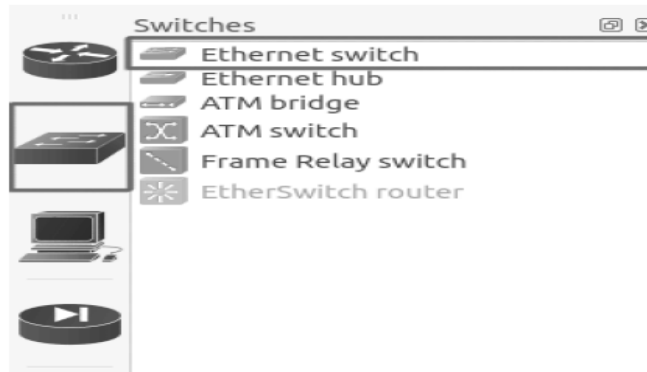 Switches
Ethernet switch
Ethernet hub
ATM bridge
ATM switch
Frame Relay switch
EtherSwitch router